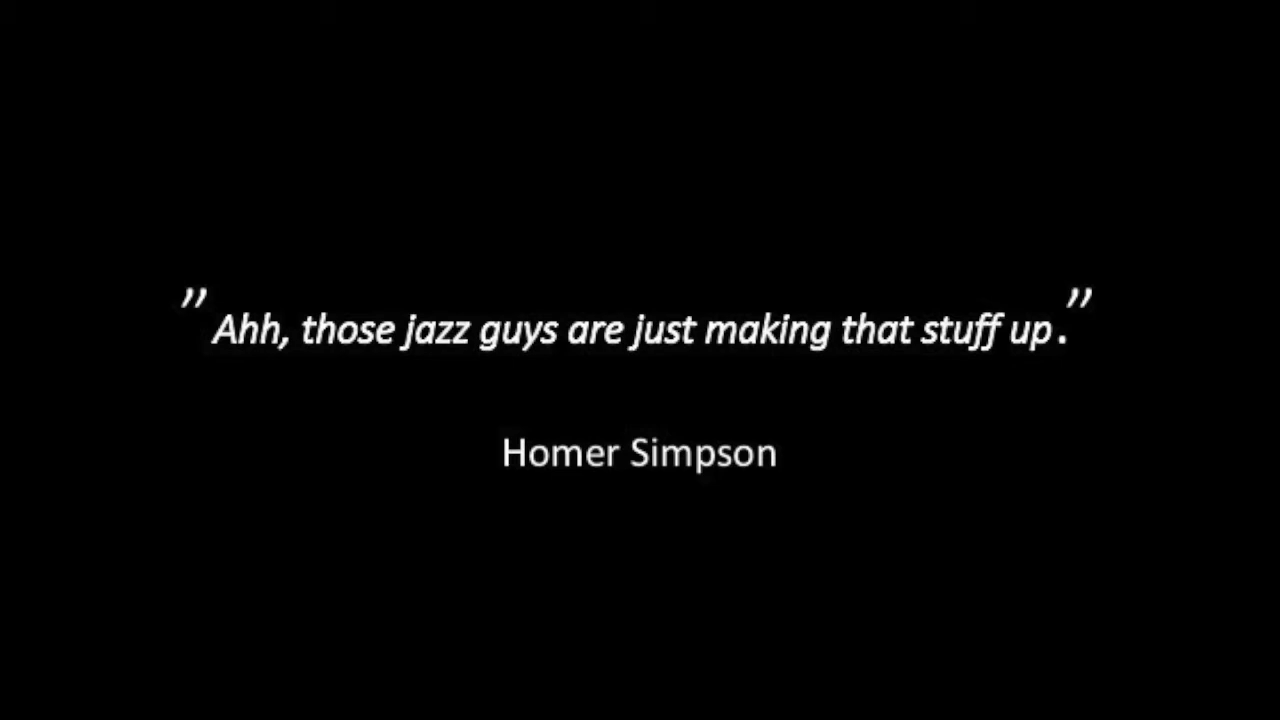 ”Ahh, those jazz guys are just making that stuff up.”
Homer Simpson